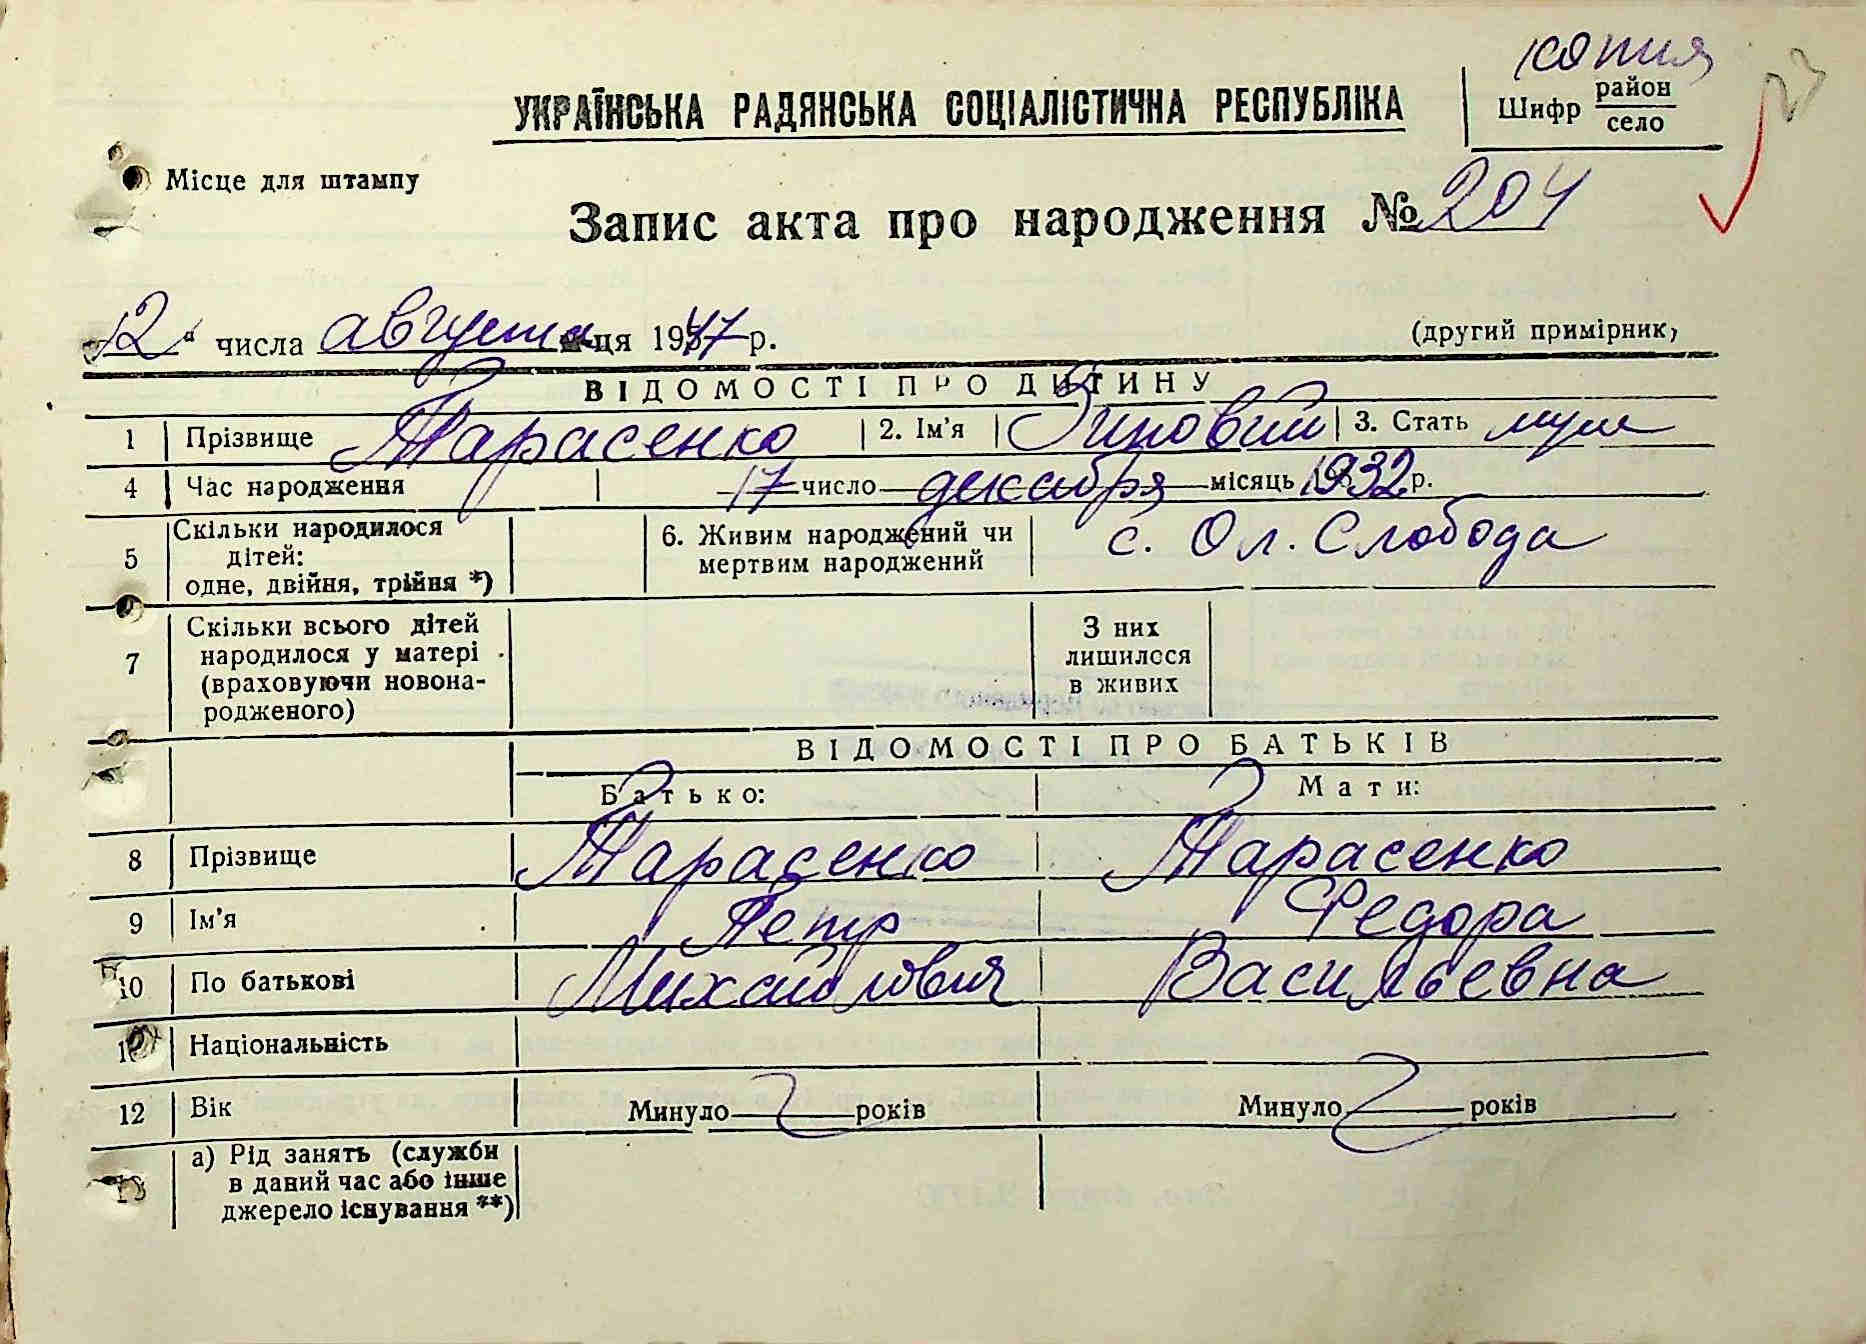 копия
УКРАЇНСЬКА РАДЯНСЬКА СОЦІАЛІСТИЧНА РЕСПУБЛІКА
Шифр район
село
Місце для штампу
Запис акта про народження № 204
"12" числа августа ця 1947 р.
(другий примірник)
ВІДОМОСТІ ПРО ДИТИНУ
1 Прізвище Тарасенко 2. Ім'я Зиновий 3. Стать муж
4 Час народження 17 число декабря місяць 1932 р.
5 Скільки народилося дітей: одне, двійня, трійня *) 6. Живим народжений чи мертвим народжений с. Ол. Слобода
7 Скільки всього дітей народилося у матері (враховуючи новонародженого) З них лишилося в живих
ВІДОМОСТІ ПРО БАТЬКІВ
Батько: Мати:
8 Прізвище Тарасенко Тарасенко
9 Ім'я Петр Федора
10 По батькові Михайлович Васильевна
Національність
12 Вік Минуло років Минуло років
13 а) Рід занять (служби в даний час або інше джерело існування **)